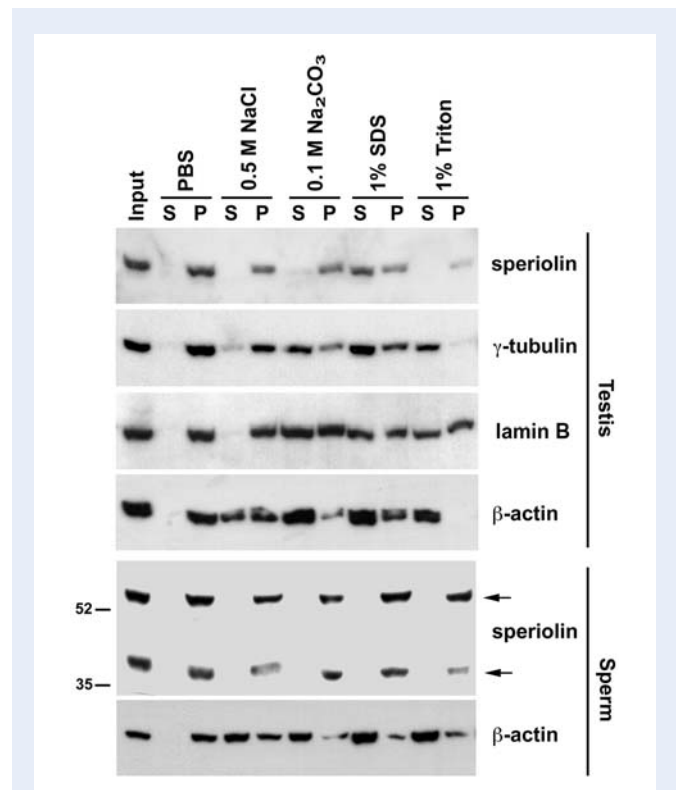 Input
PBS
0.5 M NaCl
0.1 M Na₂CO₃
1% SDS
1% Triton
S P S P S P S P S P
speriolin
γ-tubulin
lamin B
β-actin
Testis
52
speriolin
35
β-actin
Sperm